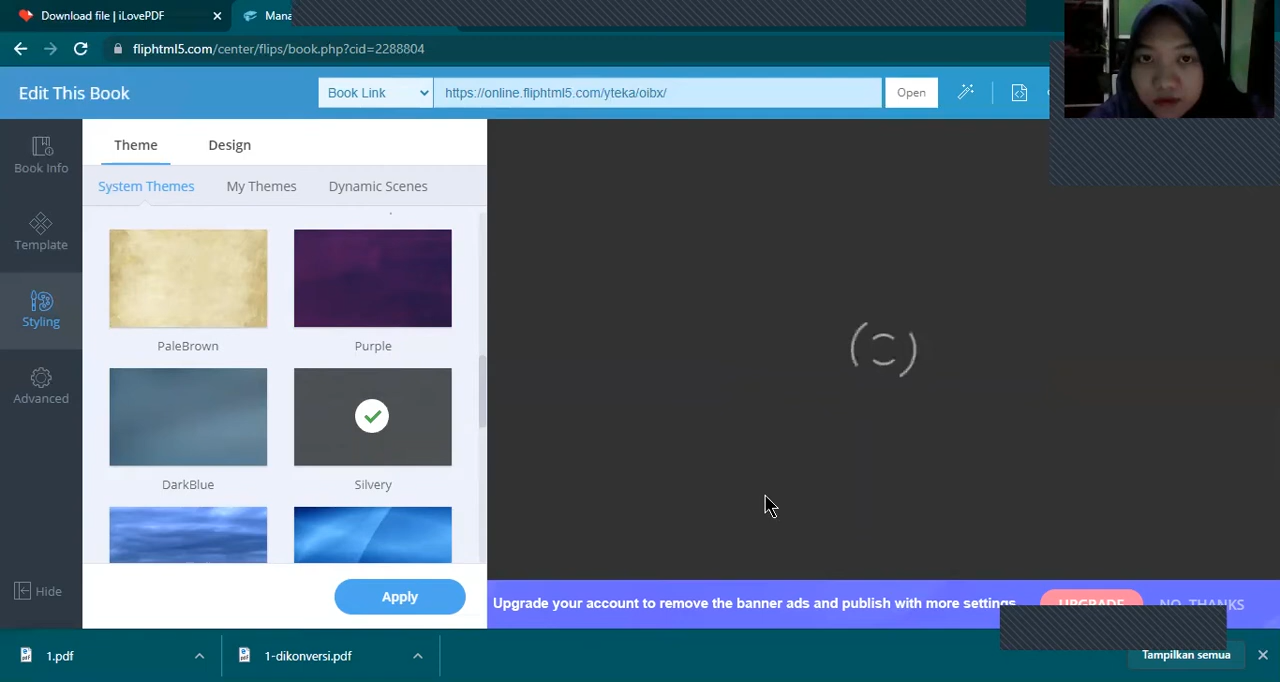 Download file | iLovePDF
Mana
fliphtml5.com/center/flips/book.php?cid=2288804
Edit This Book
Book Link
https://online.fliphtml5.com/yteka/oibx/
Open
Book Info
Template
Styling
Advanced
Hide
Theme
Design
System Themes
My Themes
Dynamic Scenes
PaleBrown
Purple
DarkBlue
Silvery
Apply
Upgrade your account to remove the banner ads and publish with more settings
UPGRADE
NO, THANKS
1.pdf
1-dikonversi.pdf
Tampilkan semua